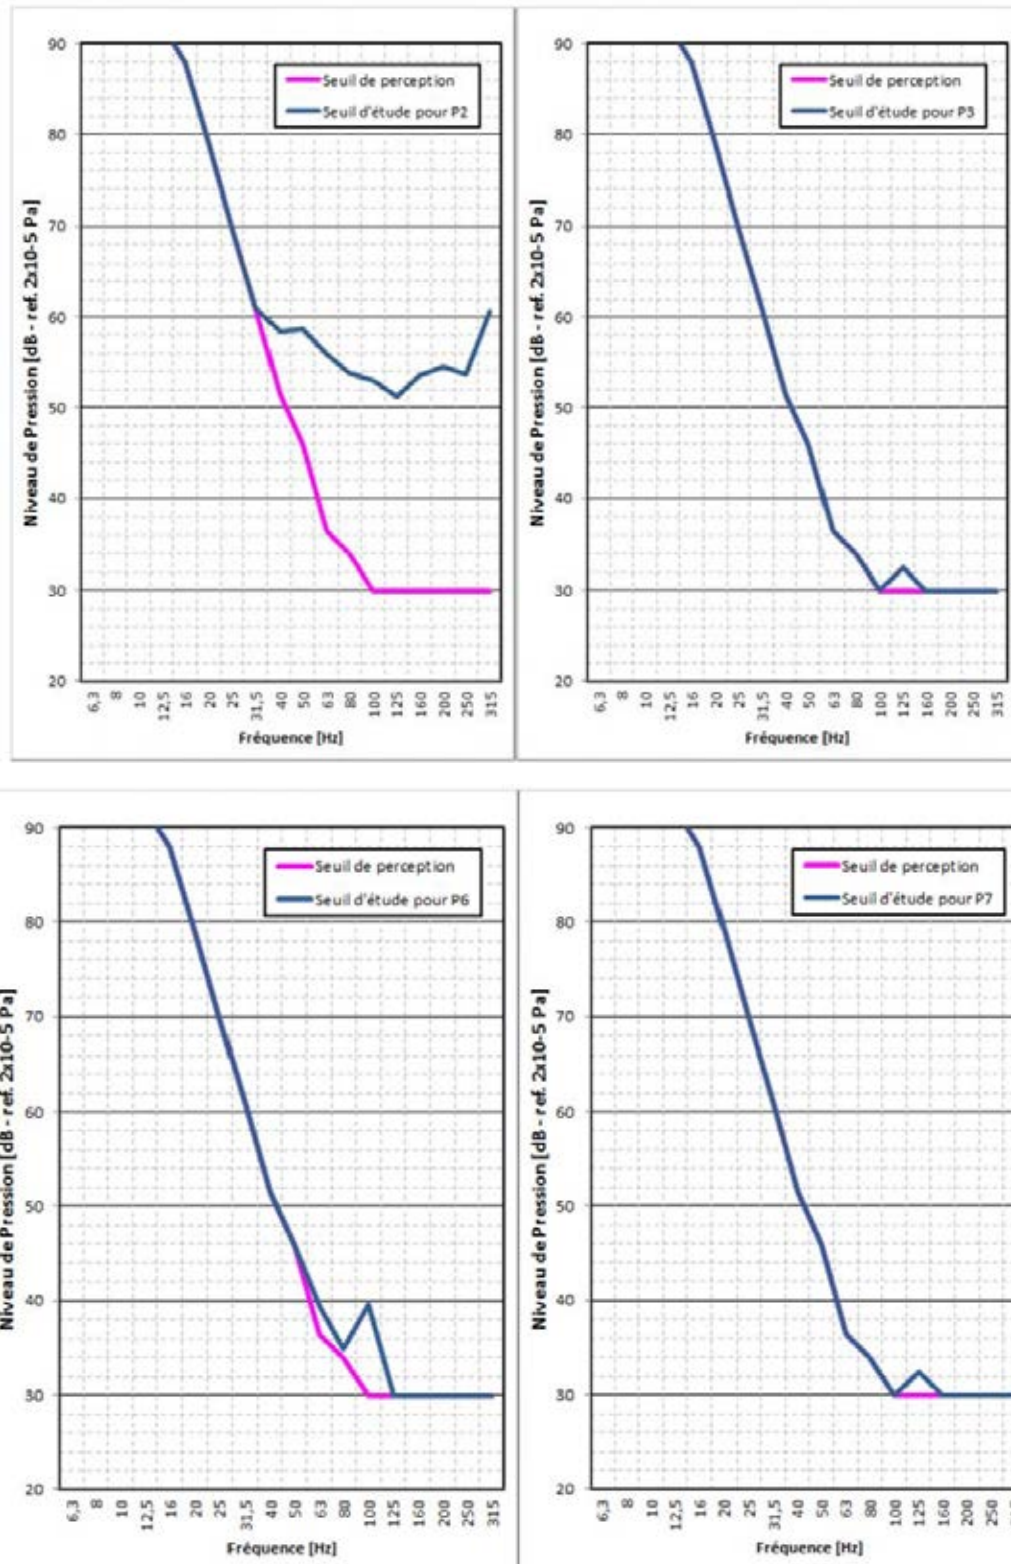 90
80
70
60
50
40
30
20
Niveau de Pression [dB - ref. 2x10-5 Pa]
Seuil de perception
Seuil d'étude pour P2
6,3 8 10 12,5 16 20 25 31,5 40 50 63 80 100 125 160 200 250 315
Fréquence [Hz]
90
80
70
60
50
40
30
20
Niveau de Pression [dB - ref. 2x10-5 Pa]
Seuil de perception
Seuil d'étude pour P3
6,3 8 10 12,5 16 20 25 31,5 40 50 63 80 100 125 160 200 250 315
Fréquence [Hz]
90
80
70
60
50
40
30
20
Niveau de Pression [dB - ref. 2x10-5 Pa]
Seuil de perception
Seuil d'étude pour P6
6,3 8 10 12,5 16 20 25 31,5 40 50 63 80 100 125 160 200 250 315
Fréquence [Hz]
90
80
70
60
50
40
30
20
Niveau de Pression [dB - ref. 2x10-5 Pa]
Seuil de perception
Seuil d'étude pour P7
6,3 8 10 12,5 16 20 25 31,5 40 50 63 80 100 125 160 200 250
Fréquence [Hz]